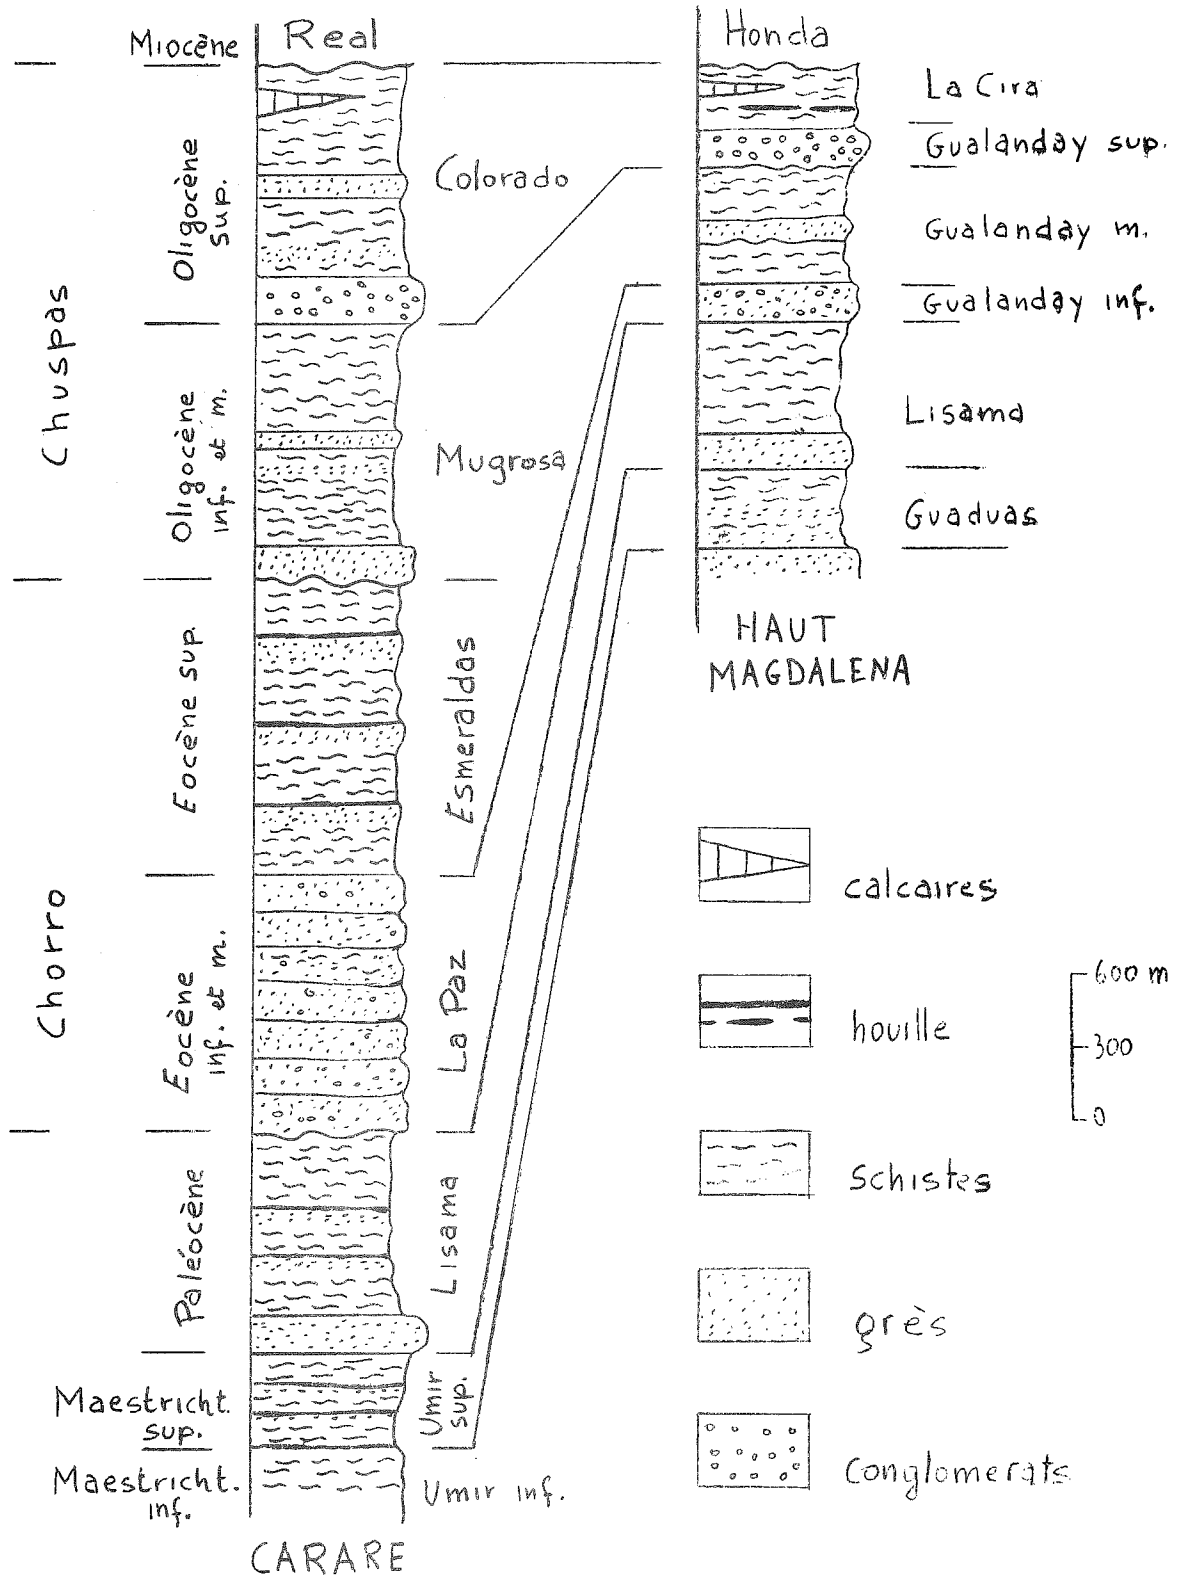 Miocène
Real
Honda
La Cira
Gualanday sup.
Gualanday m.
Gualanday inf.
Lisama
Guaduas
HAUT
MAGDALENA
Chuspas
Chorro
Oligocène
sup.
Oligocène
inf. et m.
Eocène sup.
Eocène
inf. et m.
Paléocène
Maestricht.
sup.
Maestricht.
inf.
Colorado
Mugrosa
Esmeraldas
La Paz
Lisama
Umir
sup.
Umir inf.
CARARE
calcaires
houille
schistes
grès
conglomerats
600 m
300
0